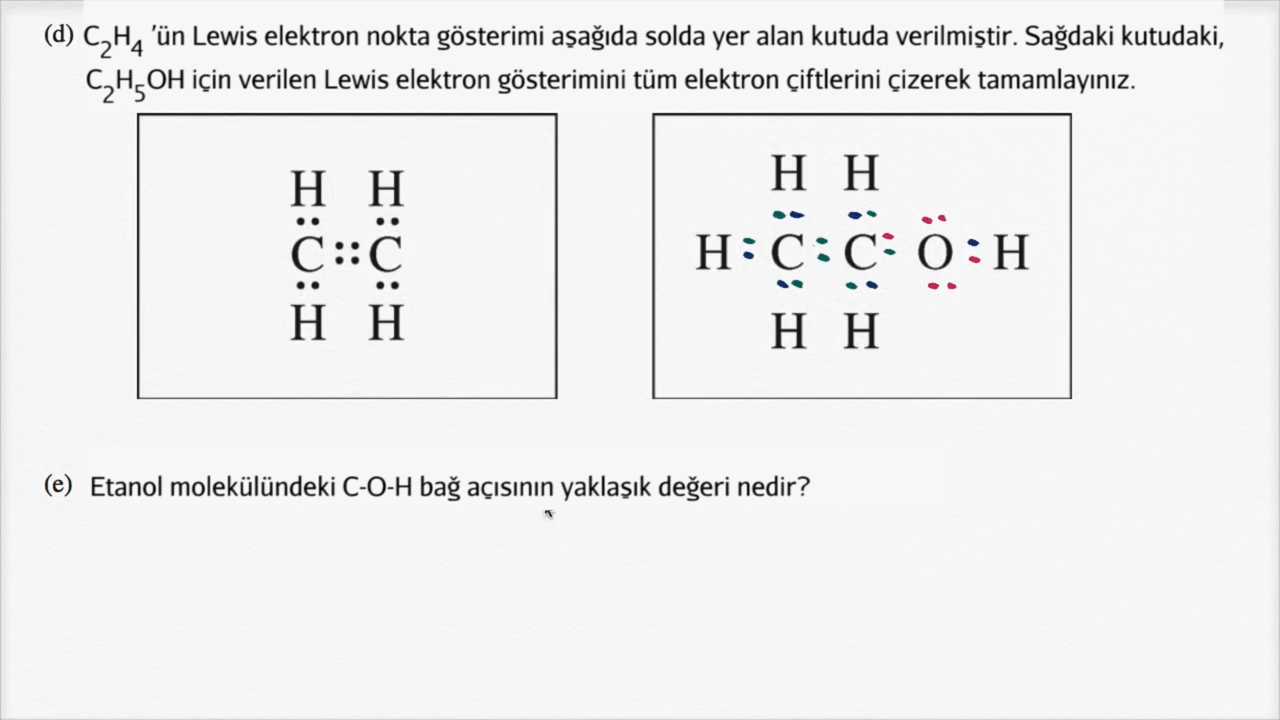 (d) C₂H₄ 'ün Lewis elektron nokta gösterimi aşağıda solda yer alan kutuda verilmiştir. Sağdaki kutudaki,
C₂H₅OH için verilen Lewis elektron gösterimini tüm elektron çiftlerini çizerek tamamlayınız.
H H
C::C
H H
H H
H:C:C:O:H
H H
(e) Etanol molekülündeki C-O-H bağ açısının yaklaşık değeri nedir?